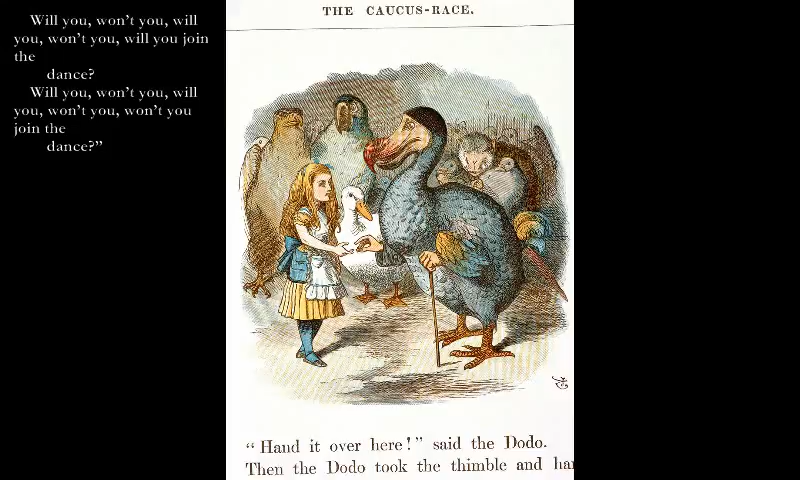 Will you, won’t you, will
you, won’t you, will you join
the
dance?
Will you, won’t you, will
you, won’t you, won’t you
join the
dance?”
THE CAUCUS-RACE.
“Hand it over here!” said the Dodo.
Then the Dodo took the thimble and